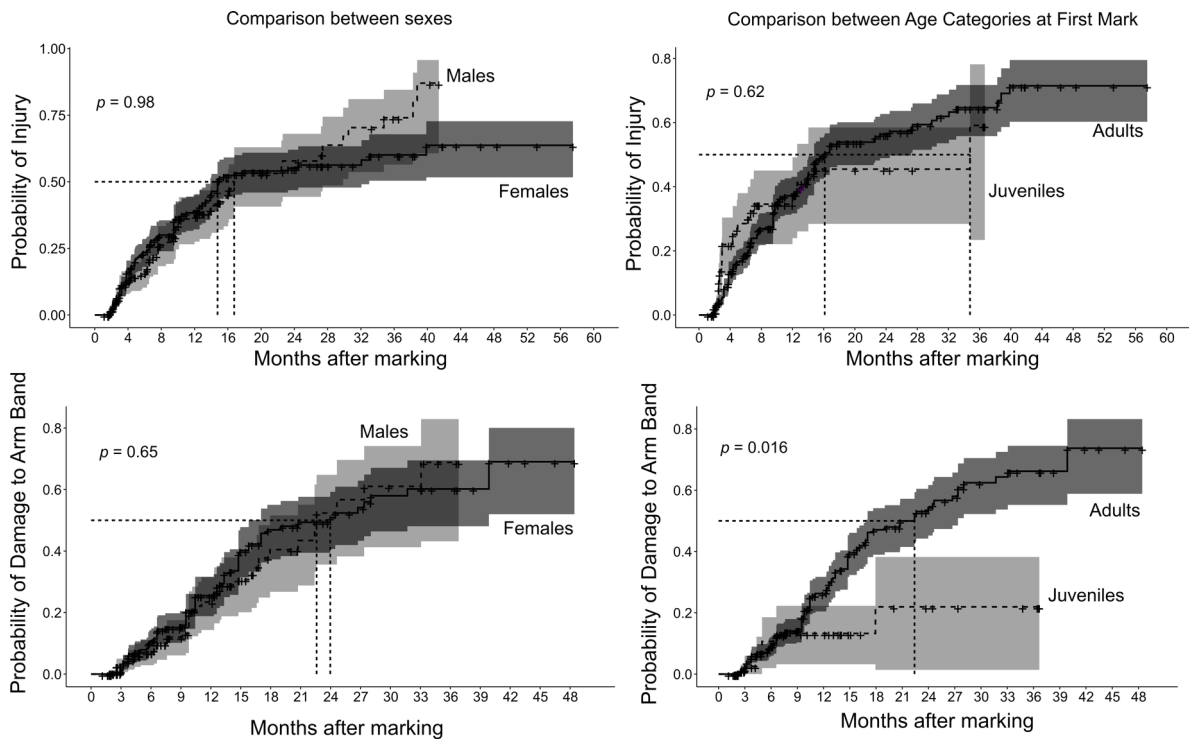 Comparison between sexes
Probability of Injury
1.00
0.75
0.50
0.25
0.00
p = 0.98
Males
Females
0 4 8 12 16 20 24 28 32 36 40 44 48 52 56 60
Months after marking
Comparison between Age Categories at First Mark
Probability of Injury
0.8
0.6
0.4
0.2
0.0
p = 0.62
Adults
Juveniles
0 4 8 12 16 20 24 28 32 36 40 44 48 52 56 60
Months after marking
Probability of Damage to Arm Band
0.8
0.6
0.4
0.2
0.0
p = 0.65
Males
Females
0 3 6 9 12 15 18 21 24 27 30 33 36 39 42 45 48
Months after marking
Probability of Damage to Arm Band
0.8
0.6
0.4
0.2
0.0
p = 0.016
Adults
Juveniles
0 3 6 9 12 15 18 21 24 27 30 33 36 39 42 45 48
Months after marking